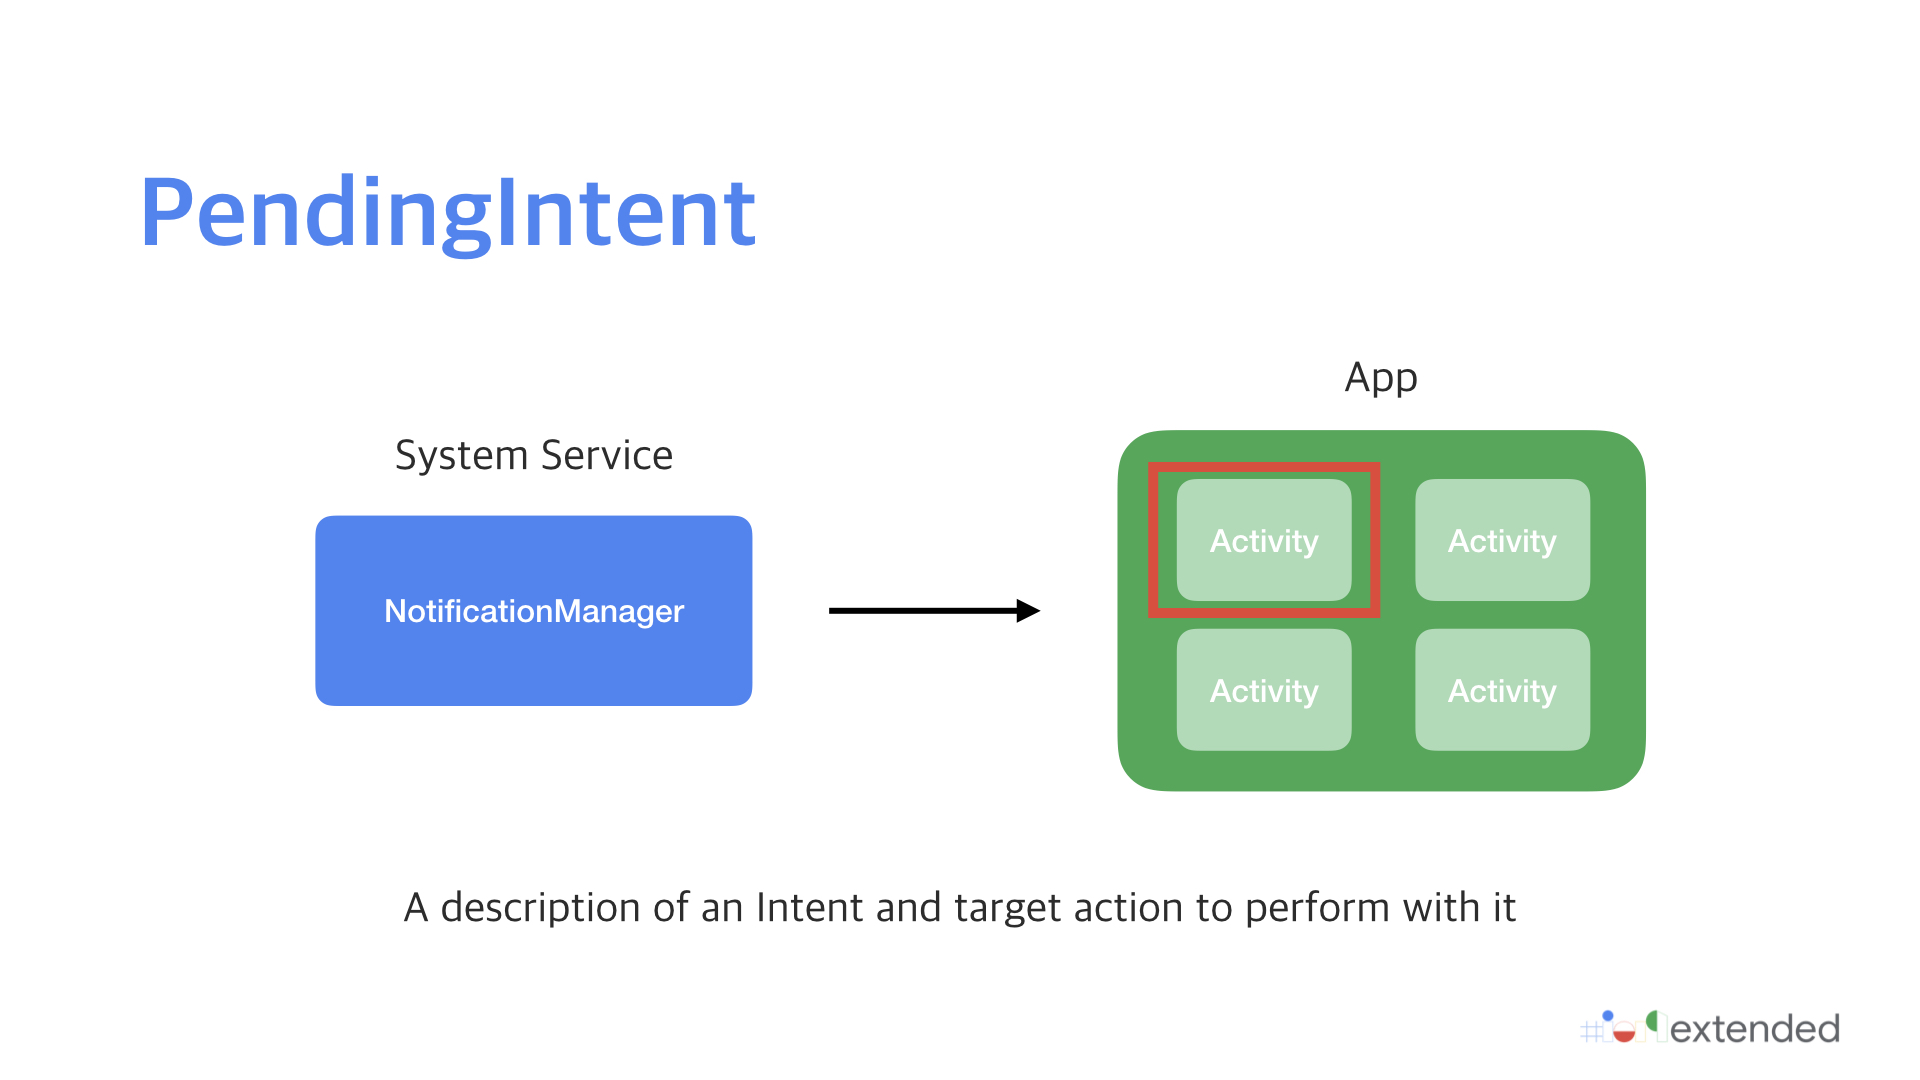 PendingIntent
App
System Service
Activity Activity
NotificationManager
Activity Activity
A description of an Intent and target action to perform with it
extended